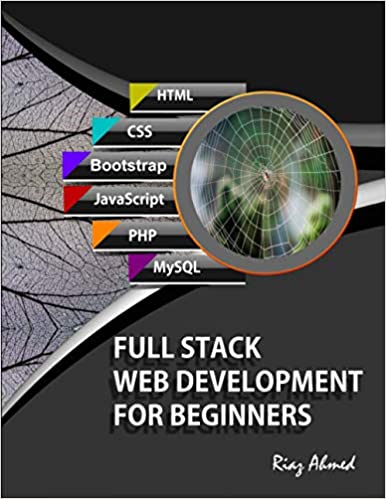 HTML
CSS
Bootstrap
JavaScript
PHP
MySQL
FULL STACK
WEB DEVELOPMENT
FOR BEGINNERS
Riaz Ahmed